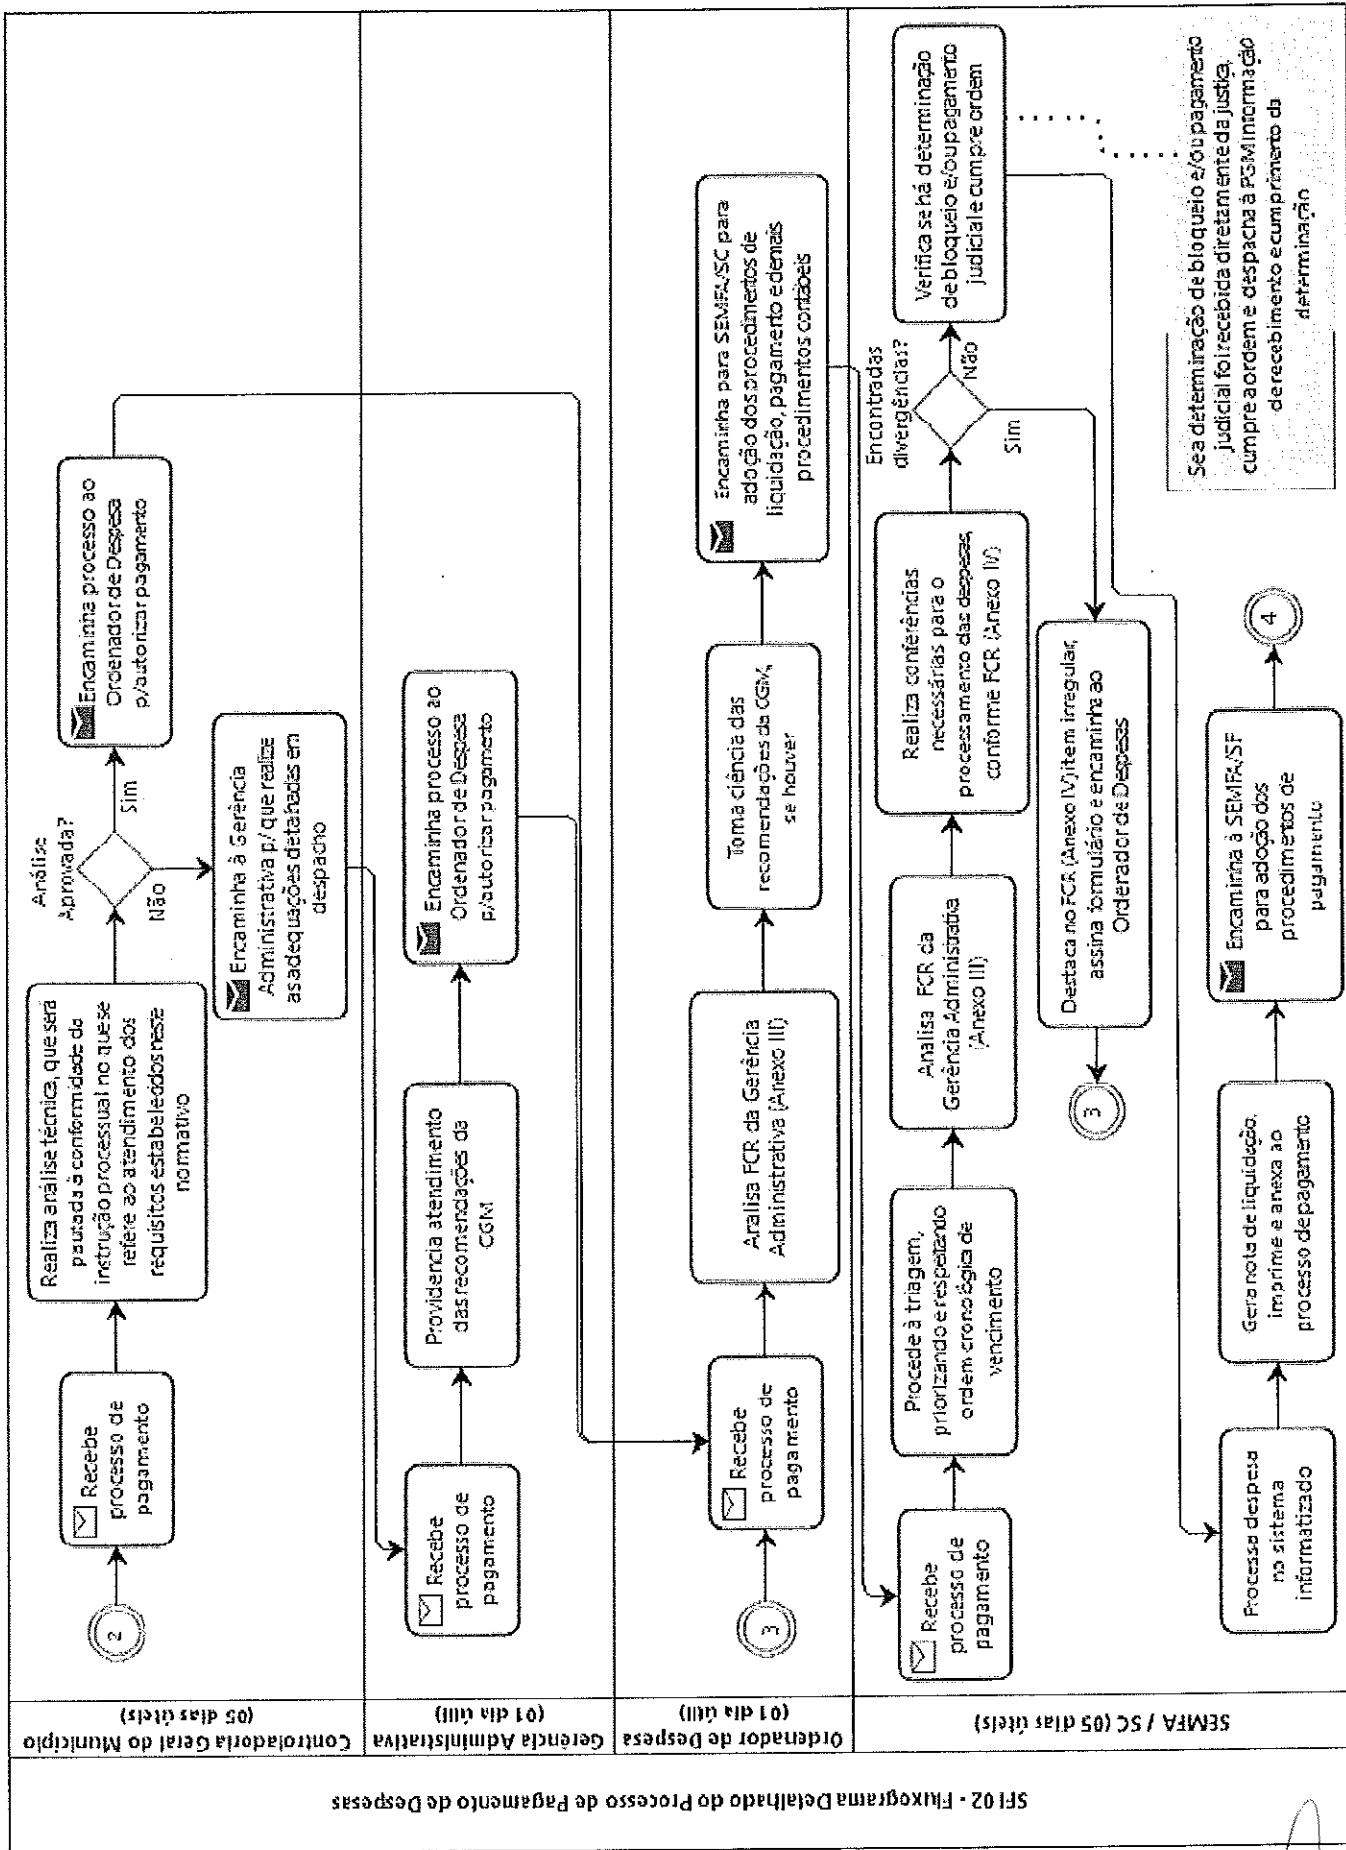 SFI 02 - Fluxograma Detalhado do Processo de Pagamento de Despesas
Controladoria Geral do Município
(05 dias úteis)
2
Recebe
processo de
pagamento
Realiza análise técnica, que será
pautada à conformidade da
instrução processual no que se
refere ao atendimento dos
requisitos estabelecidos neste
normativo
Análise
Aprovada?
Sim
Não
Encaminha processo ao
Ordenador de Despesa
p/autorizar pagamento
Encaminha à Gerência
Administrativa p/ que realize
as adequações detalhadas em
despacho
Gerência Administrativa
(01 dia útil)
Recebe
processo de
pagamento
Providencia atendimento
das recomendações da
CGM
Encaminha processo ao
Ordenador de Despesa
p/autorizar pagamento
Ordenador de Despesa
(01 dia útil)
3
Recebe
processo de
pagamento
Analisa FCR da Gerência
Administrativa (Anexo III)
Toma ciência das
recomendações da CGM,
se houver
Encaminha para SEMFA/SC para
adoção dos procedimentos de
liquidação, pagamento e demais
procedimentos contábeis
SEMFA / SC (05 dias úteis)
Recebe
processo de
pagamento
Procede à triagem,
priorizando e respeitando
ordem cronológica de
vencimento
Analisa FCR da
Gerência Administrativa
(Anexo III)
Realiza conferências
necessárias para o
processamento das despesas,
conforme FCR (Anexo IV)
Encontradas
divergências?
Não
Sim
Verifica se há determinação
de bloqueio e/ou pagamento
judicial e cumpre ordem
Destaca no FCR (Anexo IV) item irregular,
assina formulário e encaminha ao
Ordenador de Despesas
3
Se a determinação de bloqueio e/ou pagamento
judicial foi recebida diretamente da justiça,
cumpre a ordem e despacha à PGM informação
de recebimento e cumprimento da
determinação
Processa despesa
no sistema
informatizado
Gera nota de liquidação,
imprime e anexa ao
processo de pagamento
Encaminha à SEMFA/SF
para adoção dos
procedimentos de
pagamento
4